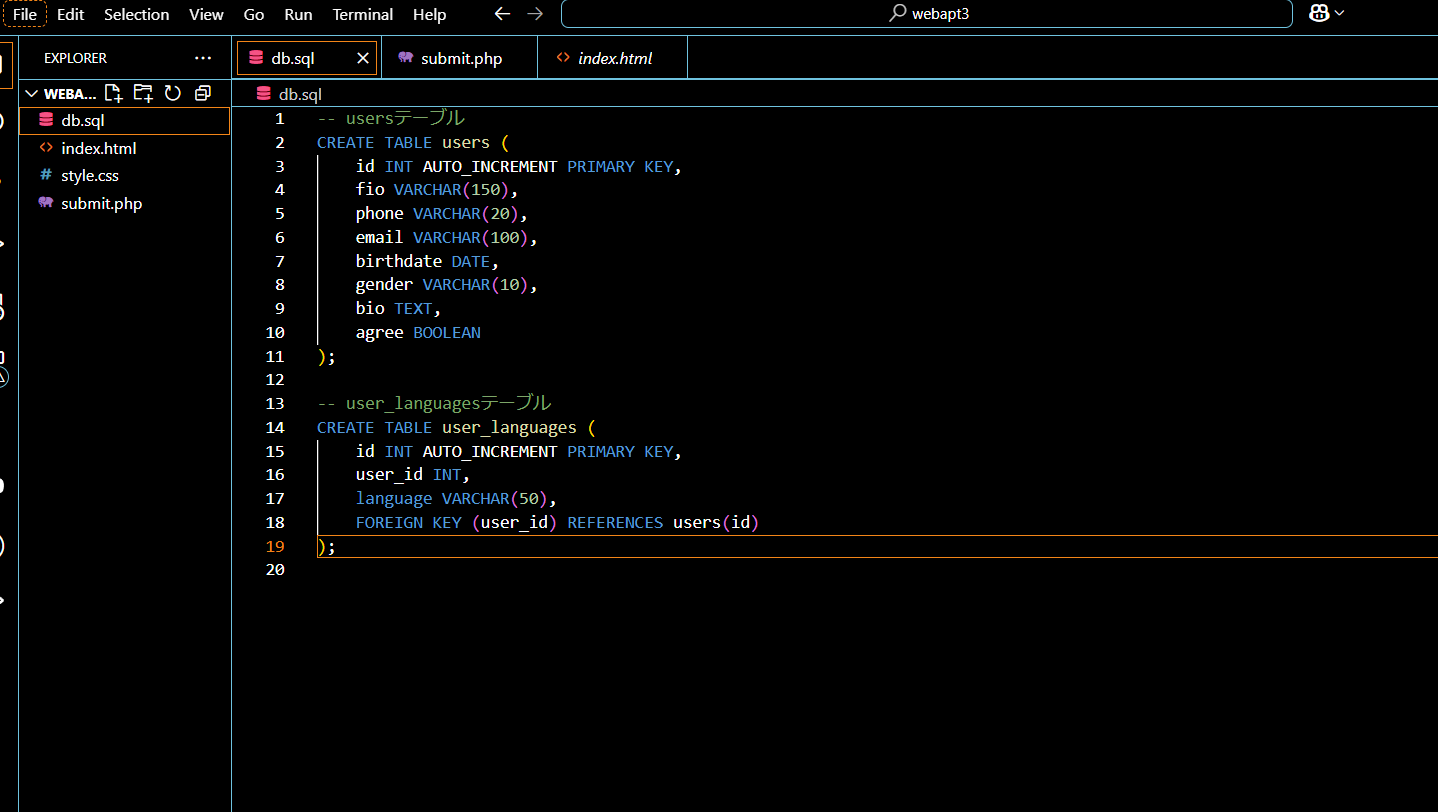 File Edit Selection View Go Run Terminal Help ← → webapt3
EXPLORER ... db.sql submit.php index.html
WEBA... db.sql
db.sql
index.html
style.css
submit.php
1 -- usersテーブル
2 CREATE TABLE users (
3 id INT AUTO_INCREMENT PRIMARY KEY,
4 fio VARCHAR(150),
5 phone VARCHAR(20),
6 email VARCHAR(100),
7 birthdate DATE,
8 gender VARCHAR(10),
9 bio TEXT,
10 agree BOOLEAN
11 );
12
13 -- user_languagesテーブル
14 CREATE TABLE user_languages (
15 id INT AUTO_INCREMENT PRIMARY KEY,
16 user_id INT,
17 language VARCHAR(50),
18 FOREIGN KEY (user_id) REFERENCES users(id)
19 );
20